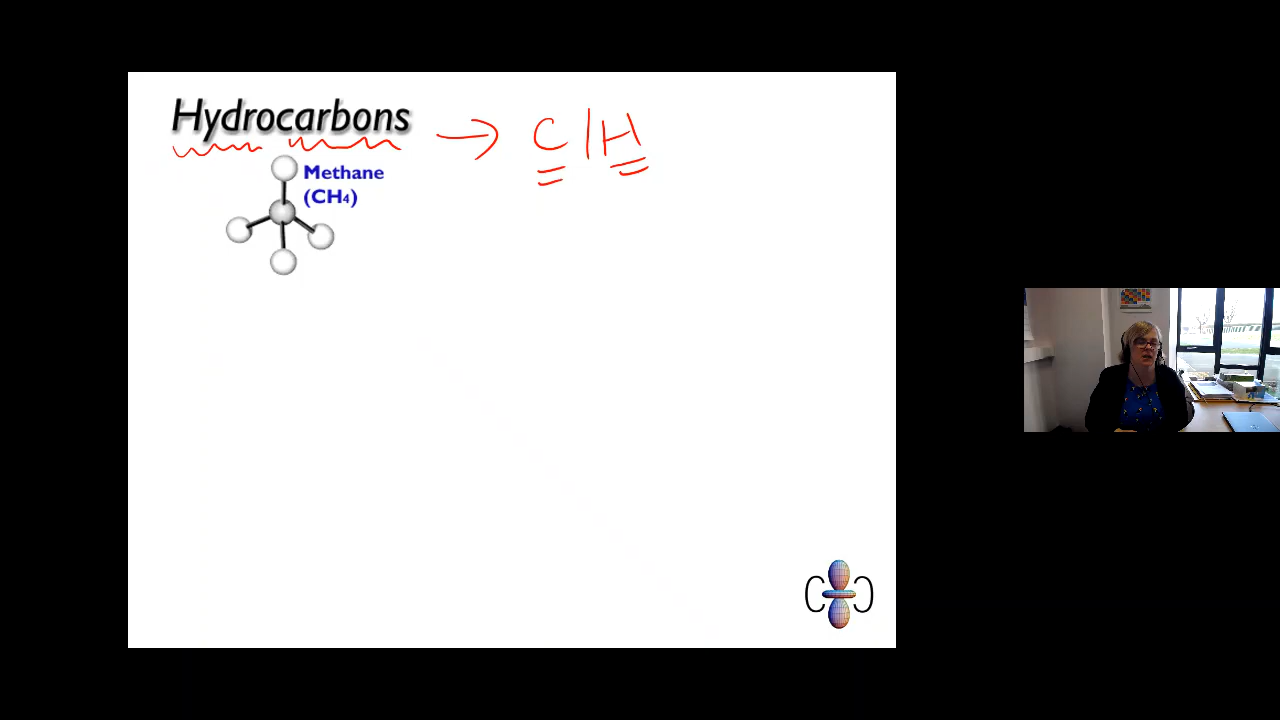 Hydrocarbons → C/H
Methane
(CH₄)